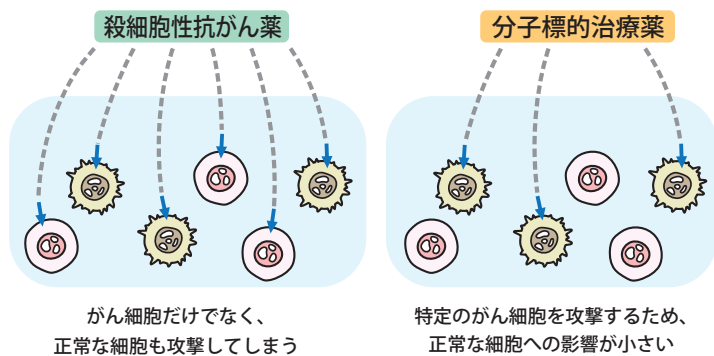 殺細胞性抗がん薬
がん細胞だけでなく、
正常な細胞も攻撃してしまう
分子標的治療薬
特定のがん細胞を攻撃するため、
正常な細胞への影響が小さい